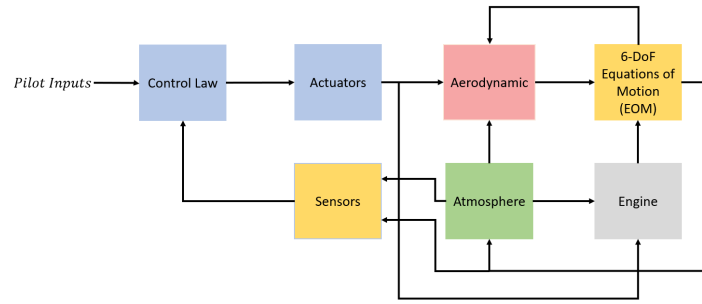 Pilot Inputs
Control Law
Actuators
Aerodynamic
6-DoF
Equations of
Motion
(EOM)
Sensors
Atmosphere
Engine